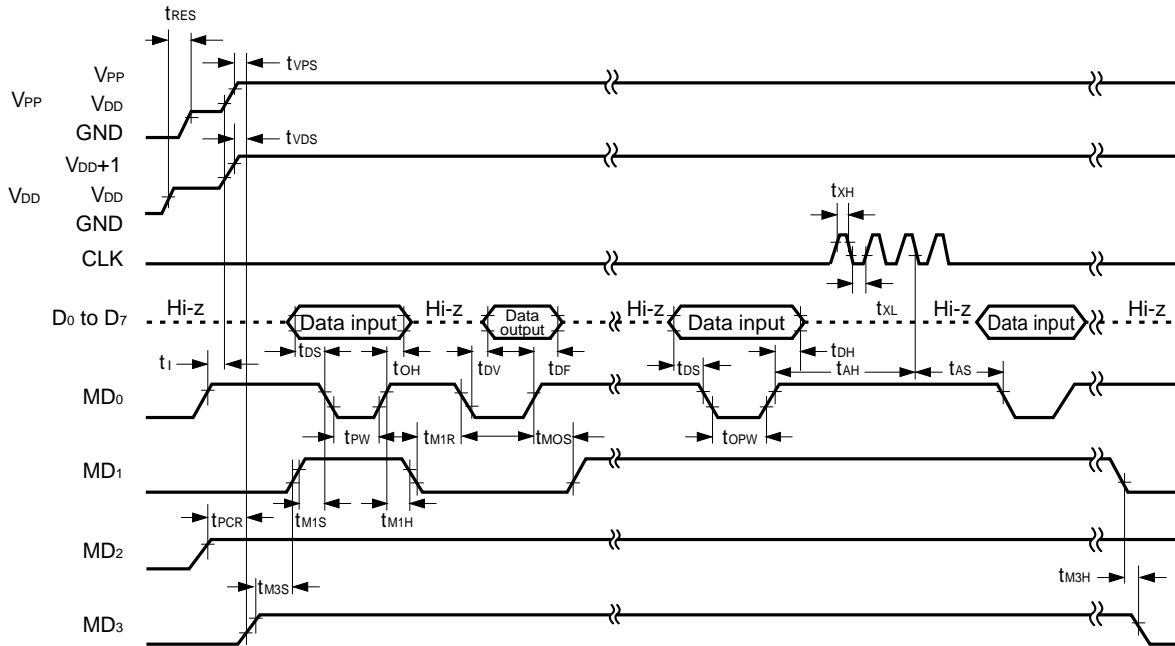 tRES
tVPS
VPP
VPP
VDD
GND
tVDS
VDD+1
VDD
VDD
GND
tXH
CLK
Hi-z
Hi-z
Hi-z
tXL
Hi-z
Hi-z
D0 to D7
Data input
Data output
Data input
Data input
tI
tDS
tOH
tDV
tDF
tDS
tDH
tAH
tAS
MD0
tPW
tM1R
tMOS
tOPW
MD1
tPCR
tM1S
tM1H
MD2
tM3S
tM3H
MD3